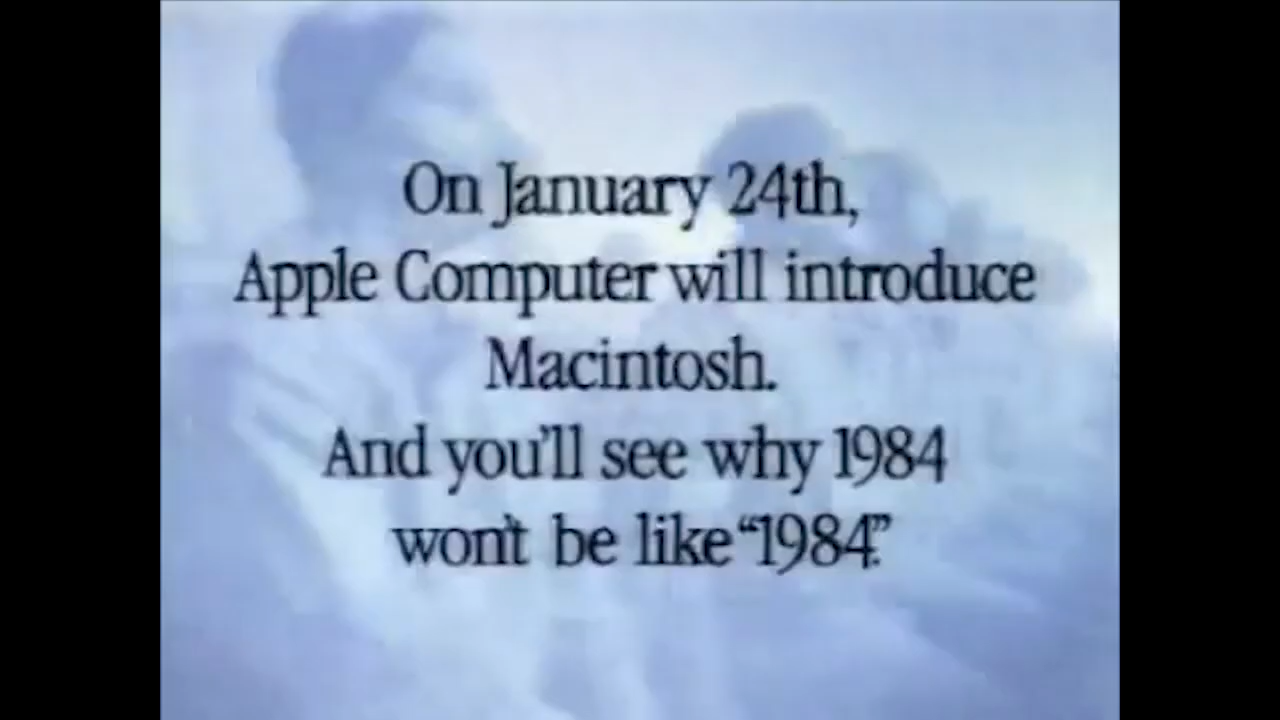 On January 24th,
Apple Computer will introduce
Macintosh.
And you'll see why 1984
won't be like “1984.”